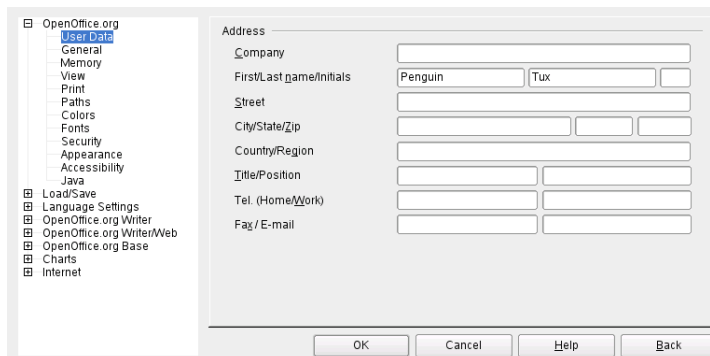 OpenOffice.org
User Data
General
Memory
View
Print
Paths
Colors
Fonts
Security
Appearance
Accessibility
Java
Load/Save
Language Settings
OpenOffice.org Writer
OpenOffice.org Writer/Web
OpenOffice.org Base
Charts
Internet
Address
Company
First/Last name/Initials Penguin Tux
Street
City/State/Zip
Country/Region
Title/Position
Tel. (Home/Work)
Fax / E-mail
OK Cancel Help Back